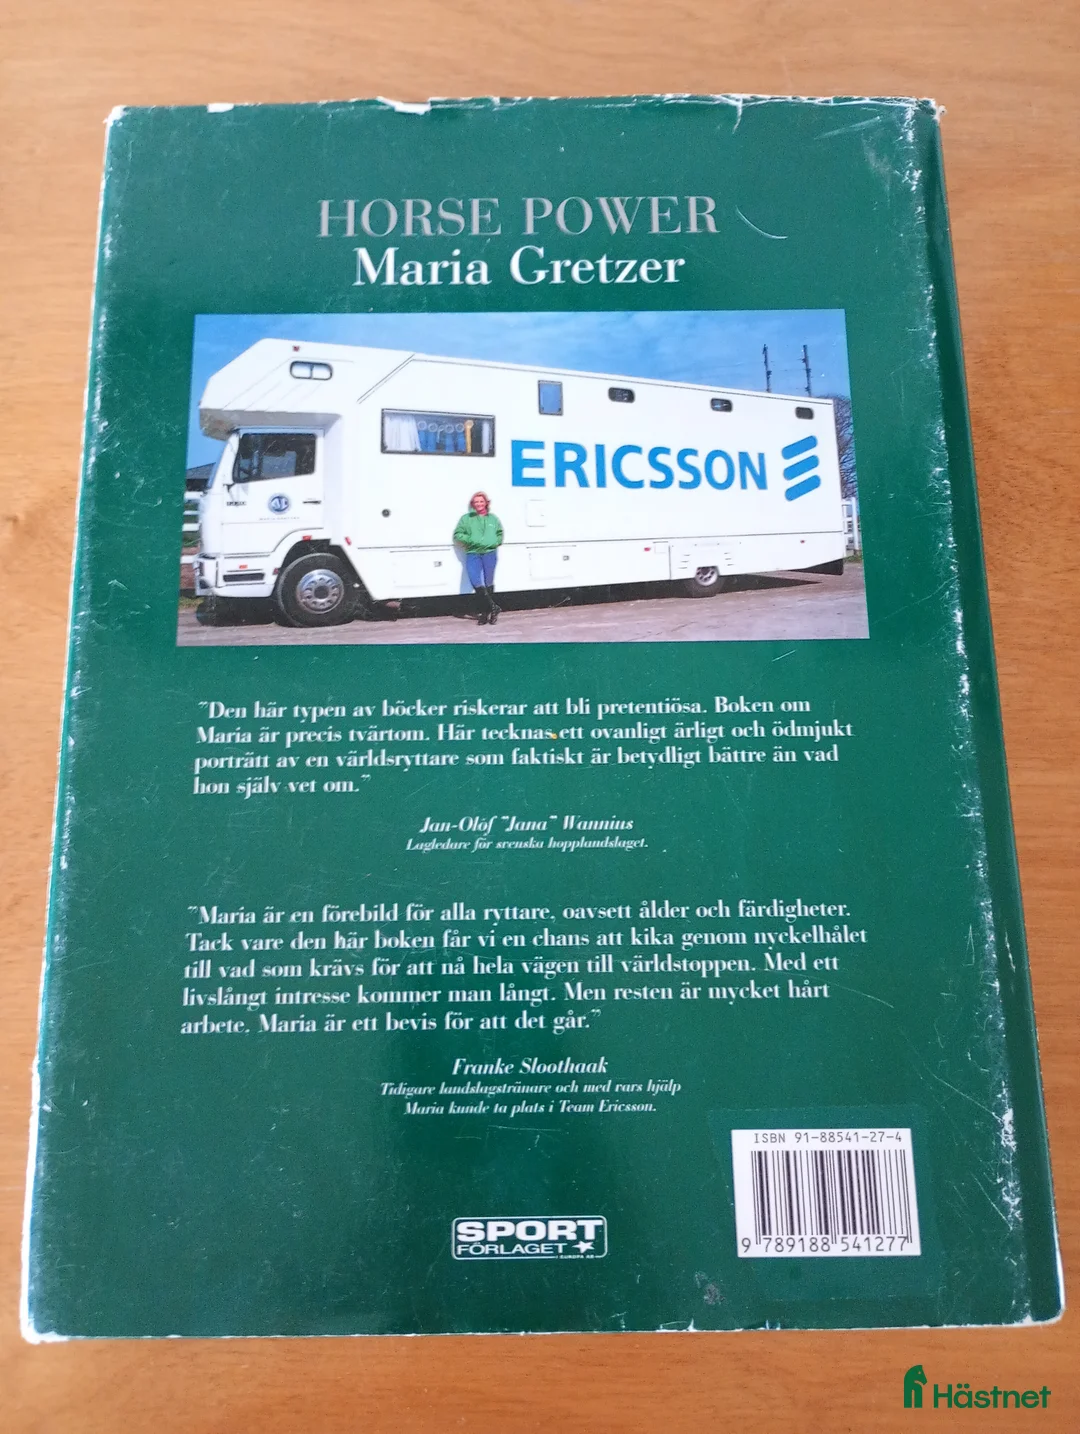 HORSE POWER
Maria Gretzer
ERICSSON
"Den här typen av böcker riskerar att bli pretentiösa. Boken om
Maria är precis tvärtom. Här tecknas ett ovanligt ärligt och ödmjukt
porträtt av en världsryttare som faktiskt är betydligt bättre än vad
hon själv vet om."
Jan-Olof "Jana" Wannius
Lagledare för svenska hopplandslaget.
"Maria är en förebild för alla ryttare, oavsett ålder och färdigheter.
Tack vare den här boken får vi en chans att kika genom nyckelhålet
till vad som krävs för att nå hela vägen till världstoppen. Med ett
livslångt intresse kommer man långt. Men resten är mycket hårt
arbete. Maria är ett bevis för att det går."
Franke Sloothaak
Tidigare landslagstränare och med vars hjälp
Maria kunde ta plats i Team Ericsson.
ISBN 91-88541-27-4
9 789188 541277
SPORT
FÖRLAGET
I EUROPA AB
Hästnet